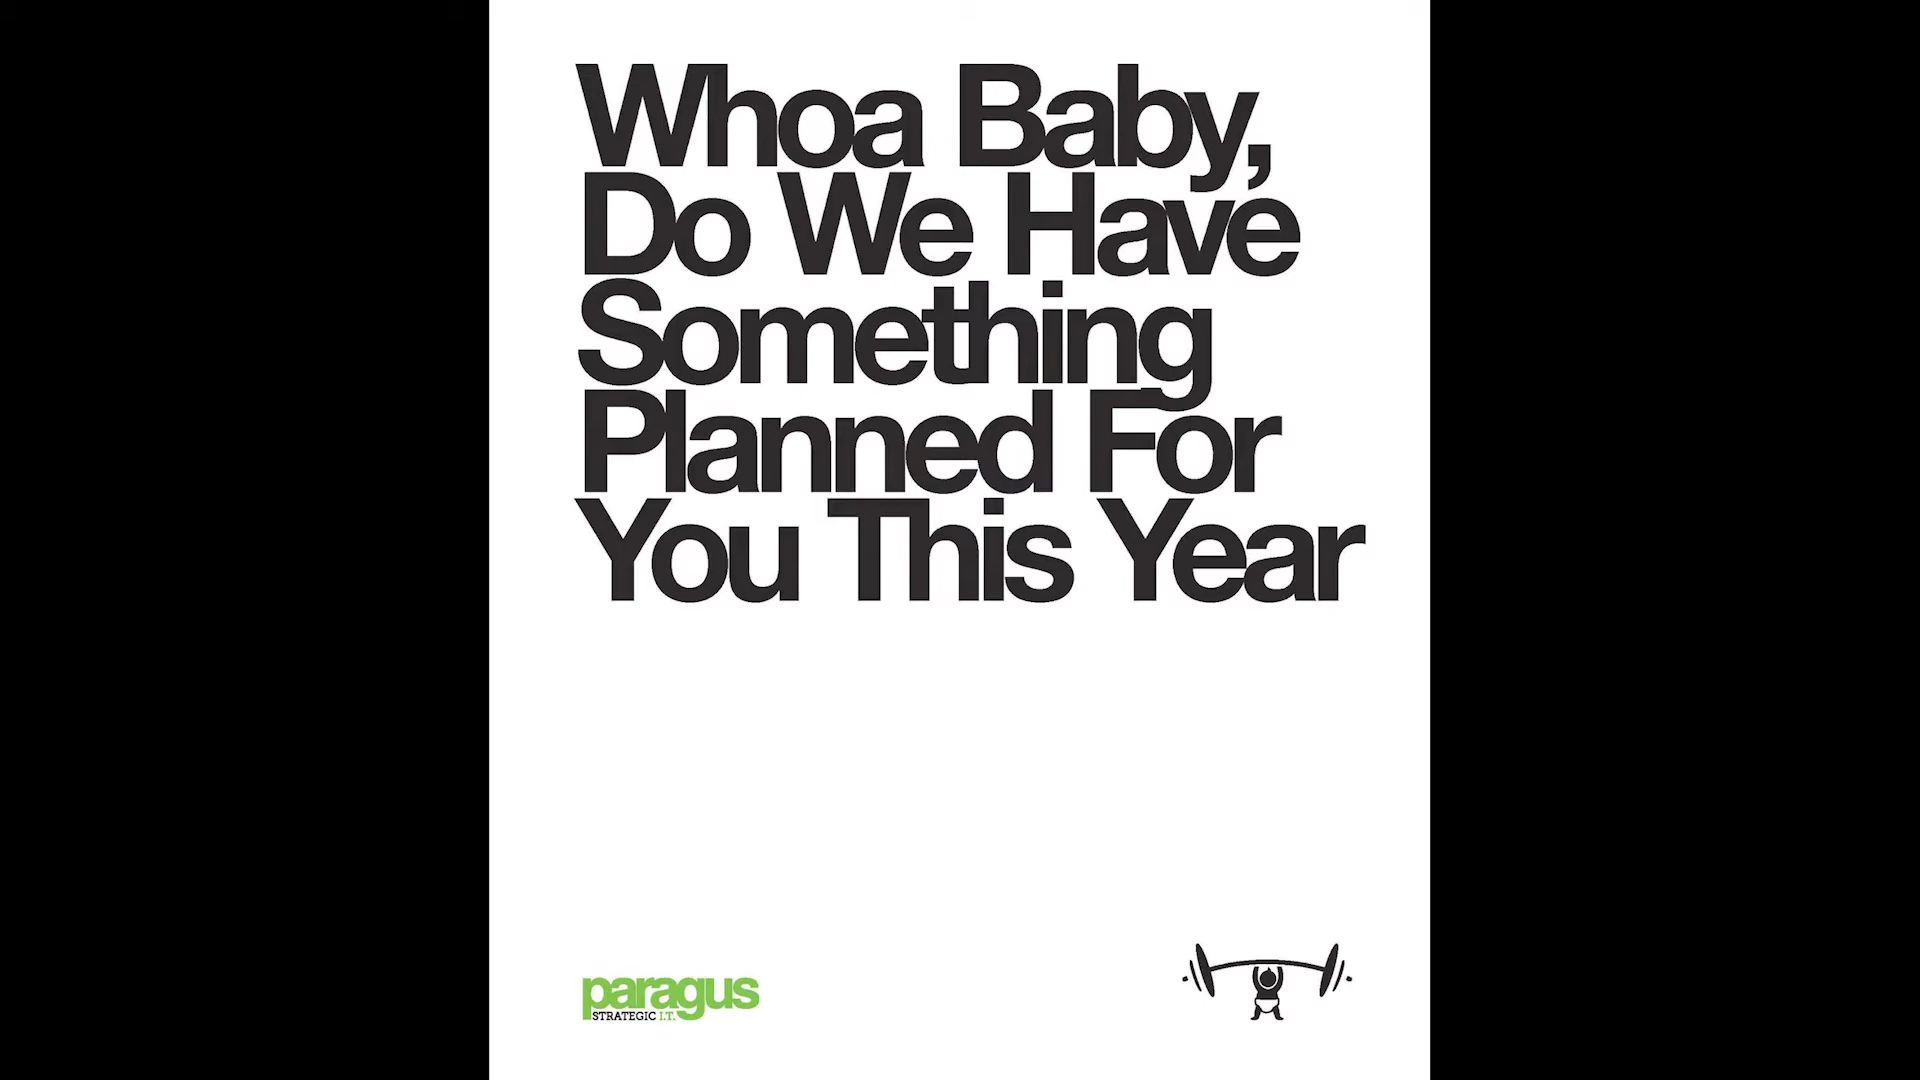 Whoa Baby,
Do We Have
Something
Planned For
You This Year
paragus
STRATEGIC I.T.